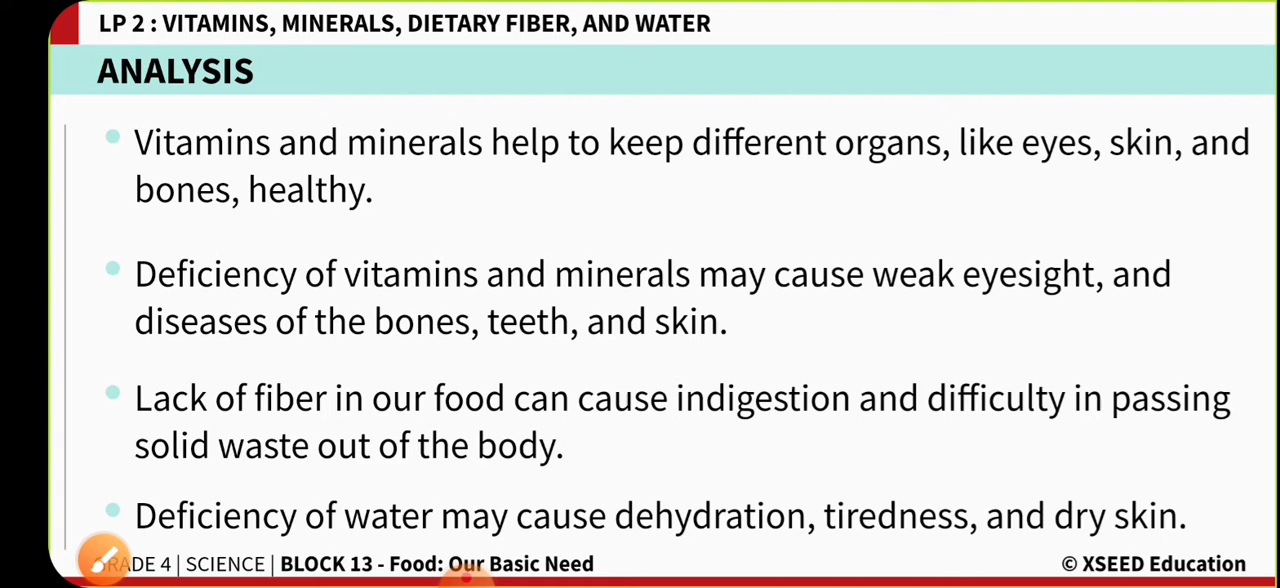 LP 2 : VITAMINS, MINERALS, DIETARY FIBER, AND WATER
ANALYSIS
Vitamins and minerals help to keep different organs, like eyes, skin, and
bones, healthy.
Deficiency of vitamins and minerals may cause weak eyesight, and
diseases of the bones, teeth, and skin.
Lack of fiber in our food can cause indigestion and difficulty in passing
solid waste out of the body.
Deficiency of water may cause dehydration, tiredness, and dry skin.
GRADE 4 | SCIENCE | BLOCK 13 - Food: Our Basic Need
© XSEED Education